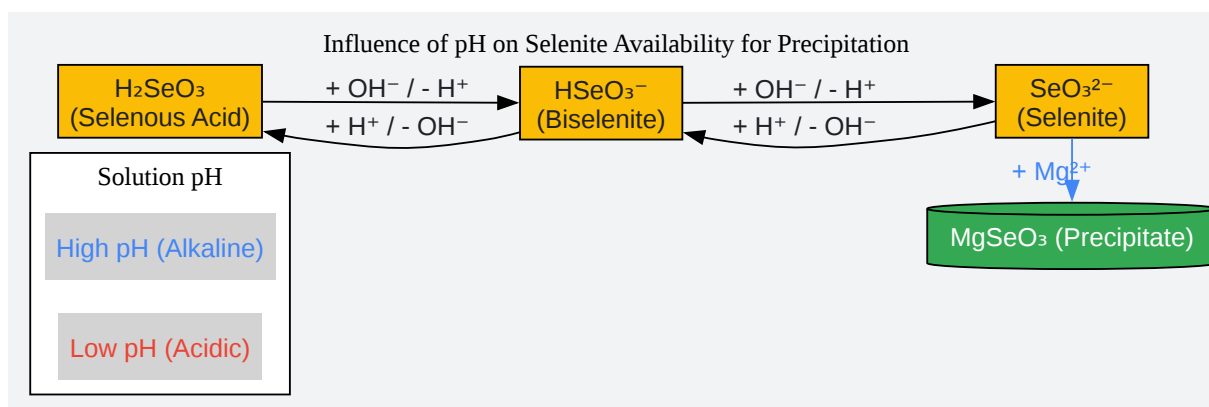 Influence of pH on Selenite Availability for Precipitation
H₂SeO₃
(Selenous Acid)
+ OH⁻ / - H⁺
+ H⁺ / - OH⁻
HSeO₃⁻
(Biselenite)
+ OH⁻ / - H⁺
+ H⁺ / - OH⁻
SeO₃²⁻
(Selenite)
+ Mg²⁺
MgSeO₃ (Precipitate)
Solution pH
High pH (Alkaline)
Low pH (Acidic)